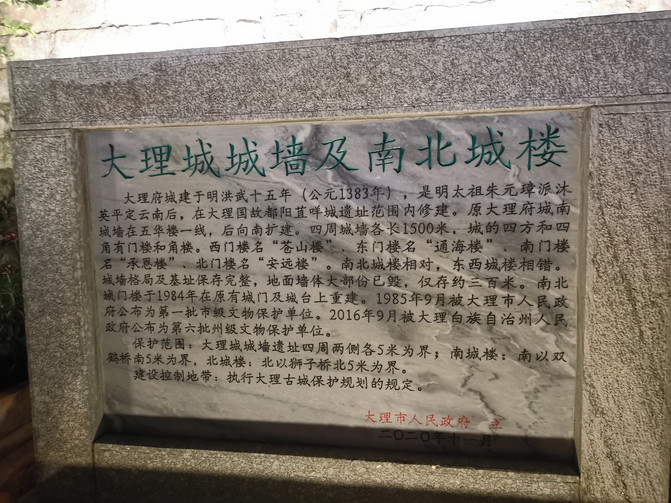 大理城城墙及南北城楼
大理府城建于明洪武十五年（公元1383年），是明太祖朱元璋派沐
英平定云南后，在大理国故都阳苴咩城遗址范围内修建。原大理府城南
城墙在五华楼一线，后向南扩建。四周城墙各长1500米，城的四方和四
角有门楼和角楼。西门楼名“苍山楼”、东门楼名“通海楼”、南门楼
名“承恩楼”、北门楼名“安远楼”。南北城楼相对，东西城楼相错。
城墙格局及基址保存完整，地面墙体大部份已毁，仅存约三百米。南北
城门楼于1984年在原有城门及城台上重建。1985年9月被大理市人民政
府公布为第一批市级文物保护单位。2016年9月被大理白族自治州人民
政府公布为第六批州级文物保护单位。
保护范围：大理城城墙遗址四周两侧各5米为界；南城楼：南以双
鹤桥南5米为界，北城楼：北以狮子桥北5米为界。
建设控制地带：执行大理古城保护规划的规定。
大理市人民政府 立
二〇二〇年十一月